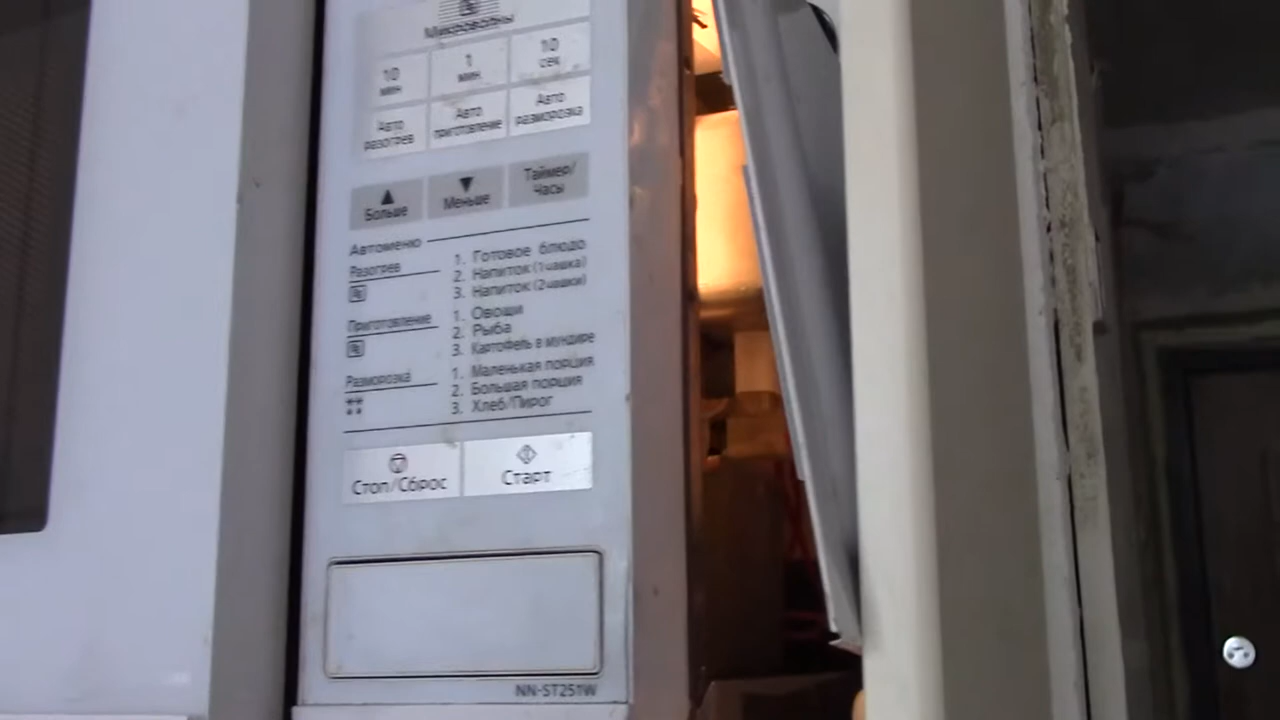 Микроволны
10 мин
1 мин
10 сек
Авто разогрев
Авто приготовление
Авто разморозка
▲ Больше
▼ Меньше
Таймер/Часы
Автоменю
Разогрев
1. Готовое блюдо
2. Напиток (1 чашка)
3. Напиток (2 чашки)
Приготовление
1. Овощи
2. Рыба
3. Картофель в мундире
Разморозка
1. Маленькая порция
2. Большая порция
3. Хлеб/Пирог
Стоп/Сброс
Старт
NN-ST251W